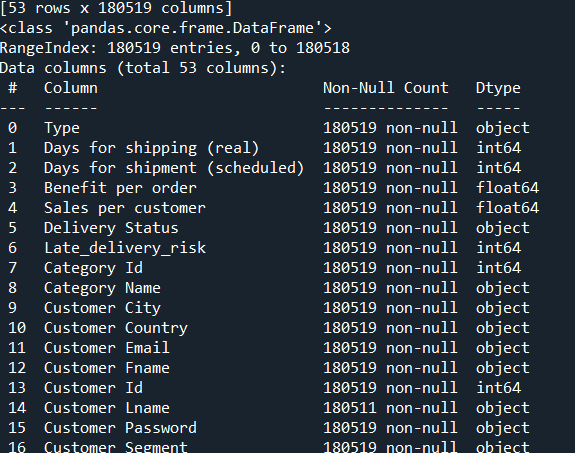 [53 rows x 180519 columns]
<class 'pandas.core.frame.DataFrame'>
RangeIndex: 180519 entries, 0 to 180518
Data columns (total 53 columns):
 #   Column                         Non-Null Count   Dtype
---  ------                         --------------   -----
 0   Type                           180519 non-null  object
 1   Days for shipping (real)       180519 non-null  int64
 2   Days for shipment (scheduled)  180519 non-null  int64
 3   Benefit per order              180519 non-null  float64
 4   Sales per customer             180519 non-null  float64
 5   Delivery Status                180519 non-null  object
 6   Late_delivery_risk             180519 non-null  int64
 7   Category Id                    180519 non-null  int64
 8   Category Name                  180519 non-null  object
 9   Customer City                  180519 non-null  object
 10  Customer Country               180519 non-null  object
 11  Customer Email                 180519 non-null  object
 12  Customer Fname                 180519 non-null  object
 13  Customer Id                    180519 non-null  int64
 14  Customer Lname                 180511 non-null  object
 15  Customer Password              180519 non-null  object
 16  Customer Segment               180519 non-null  object